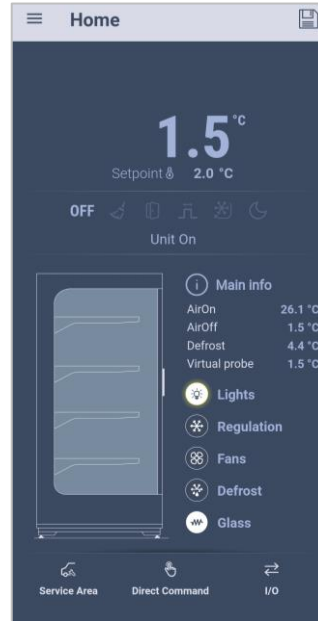 Home
1.5 °C
Setpoint 2.0 °C
OFF
Unit On
i Main info
AirOn 26.1 °C
AirOff 1.5 °C
Defrost 4.4 °C
Virtual probe 1.5 °C
Lights
Regulation
Fans
Defrost
Glass
Service Area Direct Command I/O